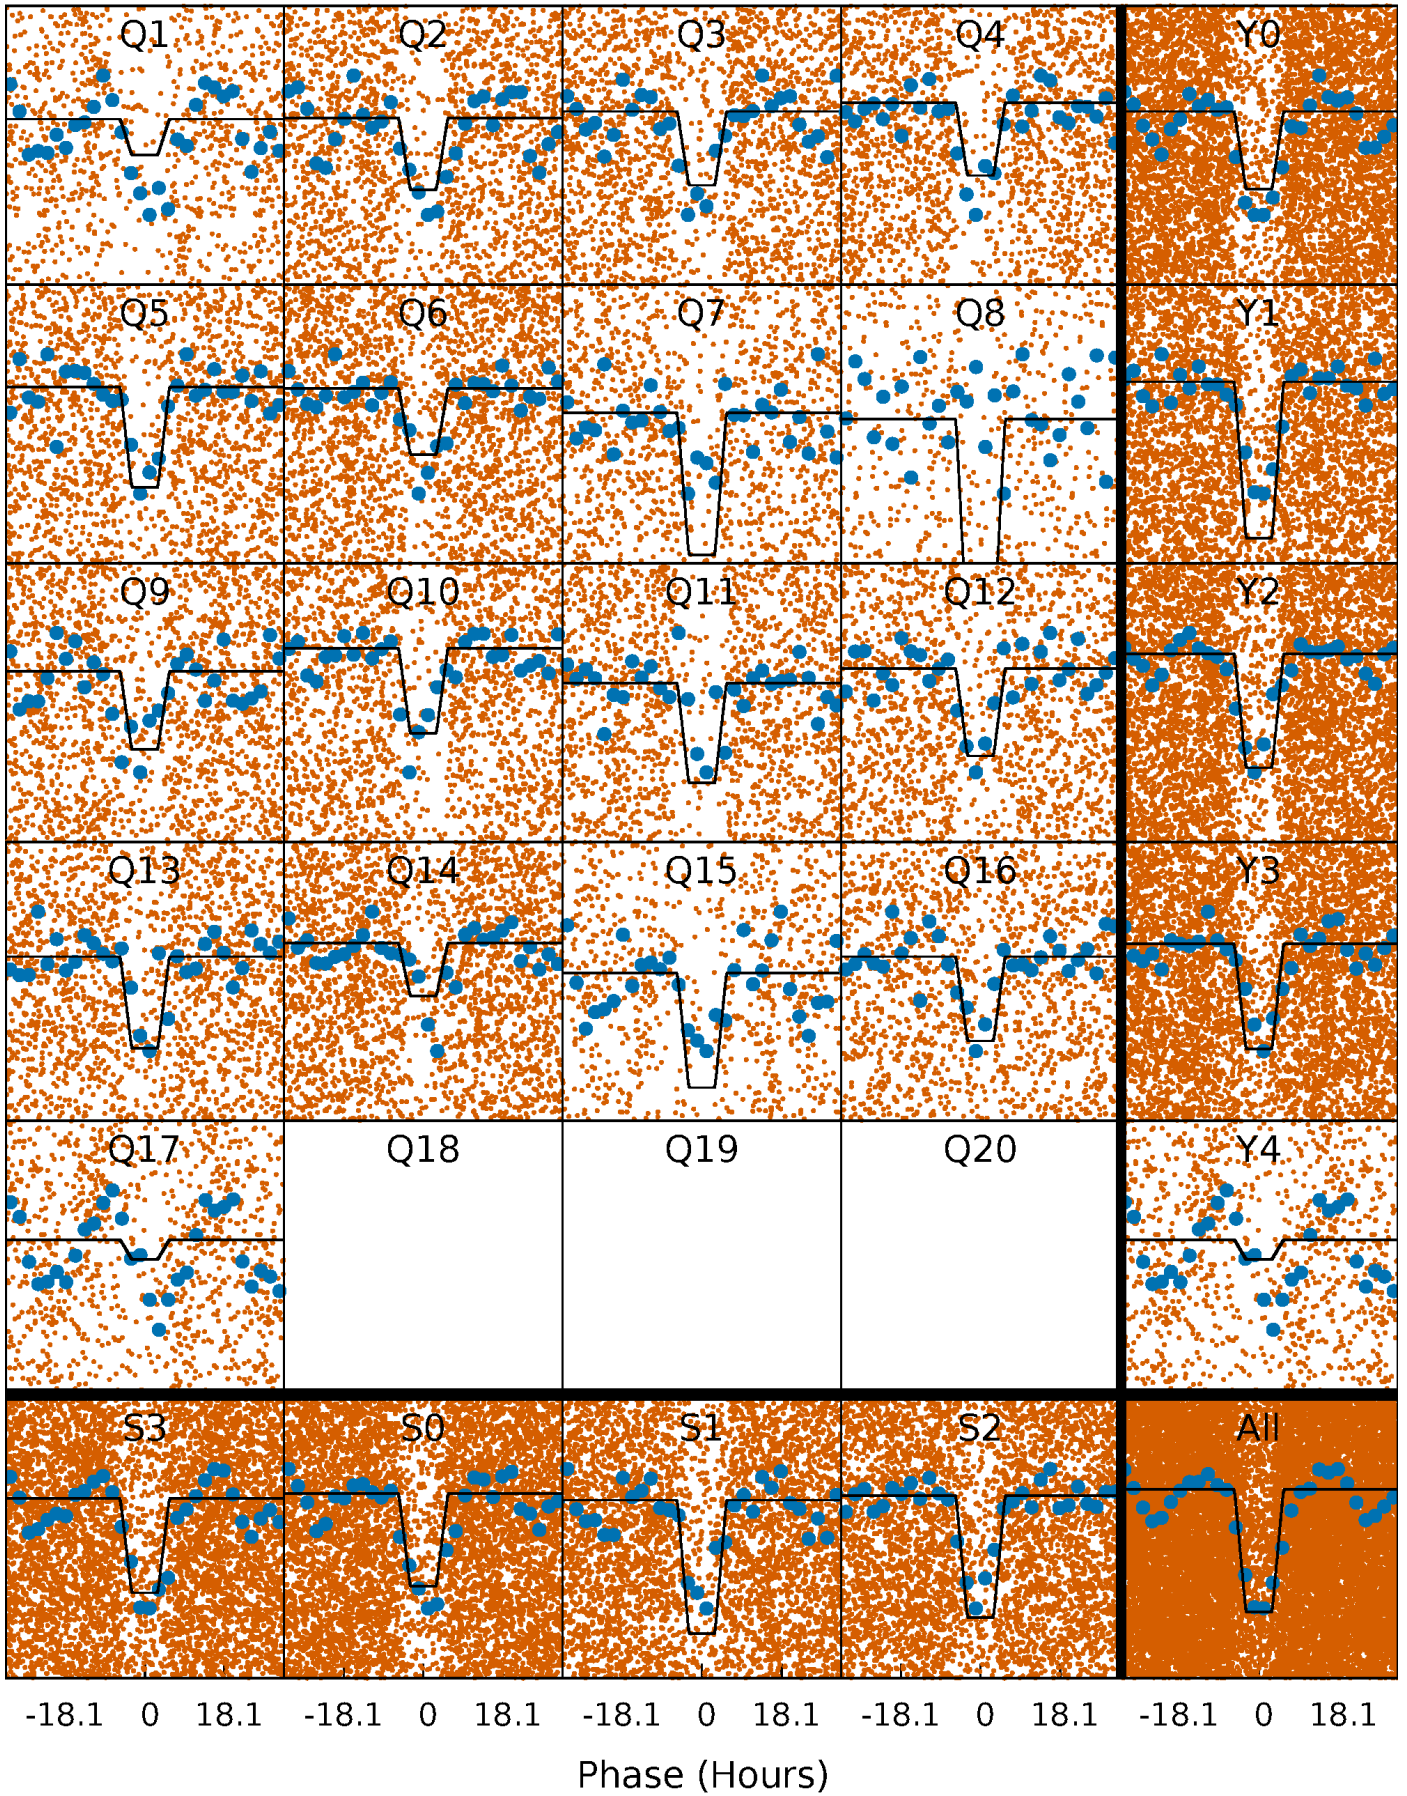 Q1 Q2 Q3 Q4 Y0
Q5 Q6 Q7 Q8 Y1
Q9 Q10 Q11 Q12 Y2
Q13 Q14 Q15 Q16 Y3
Q17 Q18 Q19 Q20 Y4
S3 S0 S1 S2 All
-18.1 0 18.1 -18.1 0 18.1 -18.1 0 18.1 -18.1 0 18.1 -18.1 0 18.1
Phase (Hours)